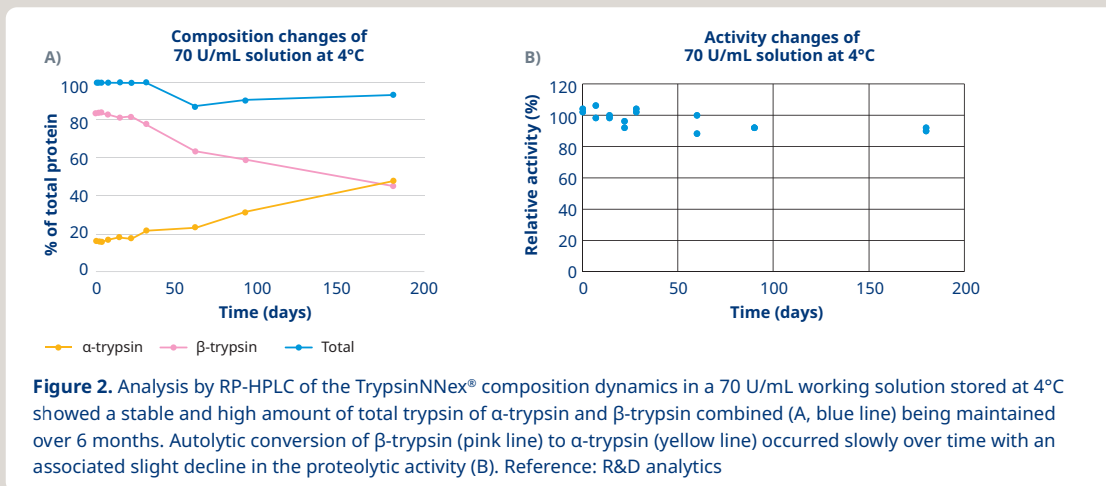 A)
Composition changes of
70 U/mL solution at 4°C
% of total protein
100
80
60
40
20
0
0 50 100 150 200
Time (days)
α-trypsin β-trypsin Total
B)
Activity changes of
70 U/mL solution at 4°C
Relative activity (%)
120
100
80
60
40
20
0
0 50 100 150 200
Time (days)
Figure 2. Analysis by RP-HPLC of the TrypsinNNex® composition dynamics in a 70 U/mL working solution stored at 4°C
showed a stable and high amount of total trypsin of α-trypsin and β-trypsin combined (A, blue line) being maintained
over 6 months. Autolytic conversion of β-trypsin (pink line) to α-trypsin (yellow line) occurred slowly over time with an
associated slight decline in the proteolytic activity (B). Reference: R&D analytics